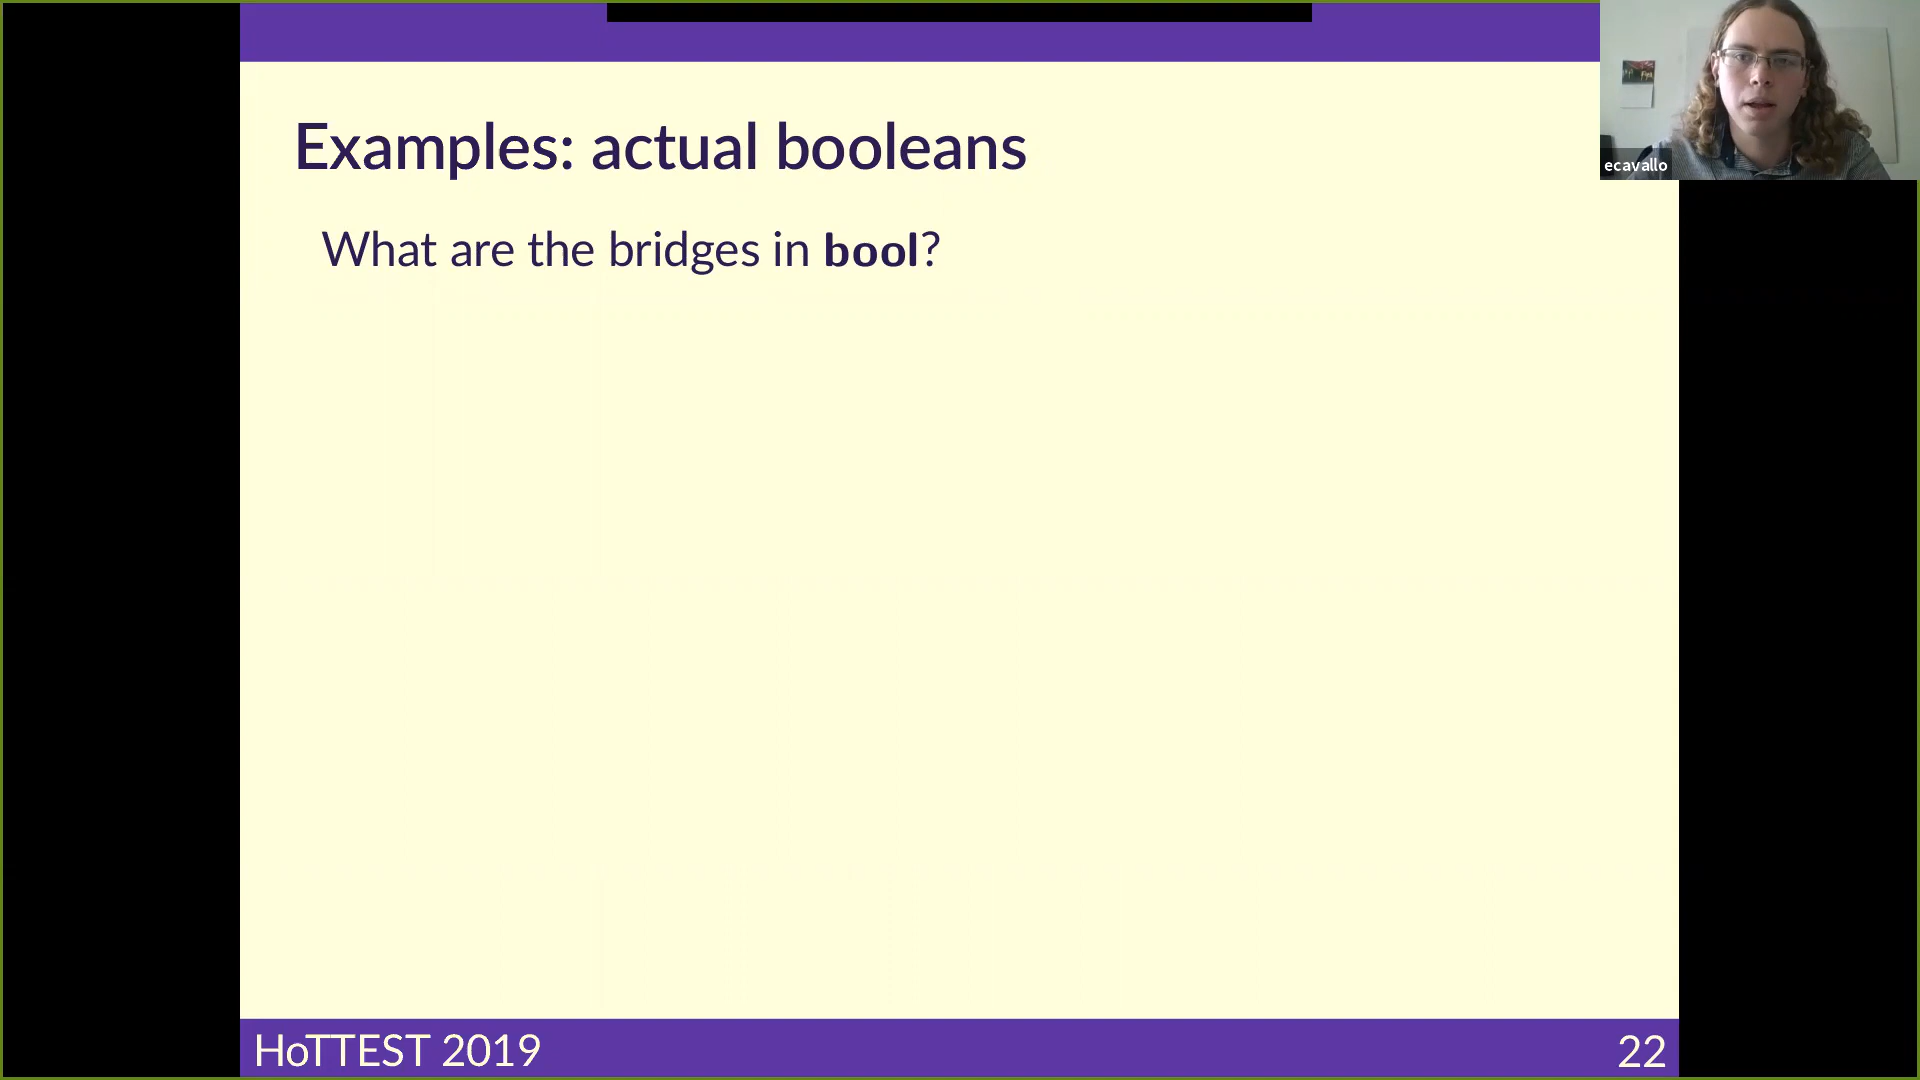 Examples: actual booleans
What are the bridges in bool?
ecavallo
HoTTEST 2019
22